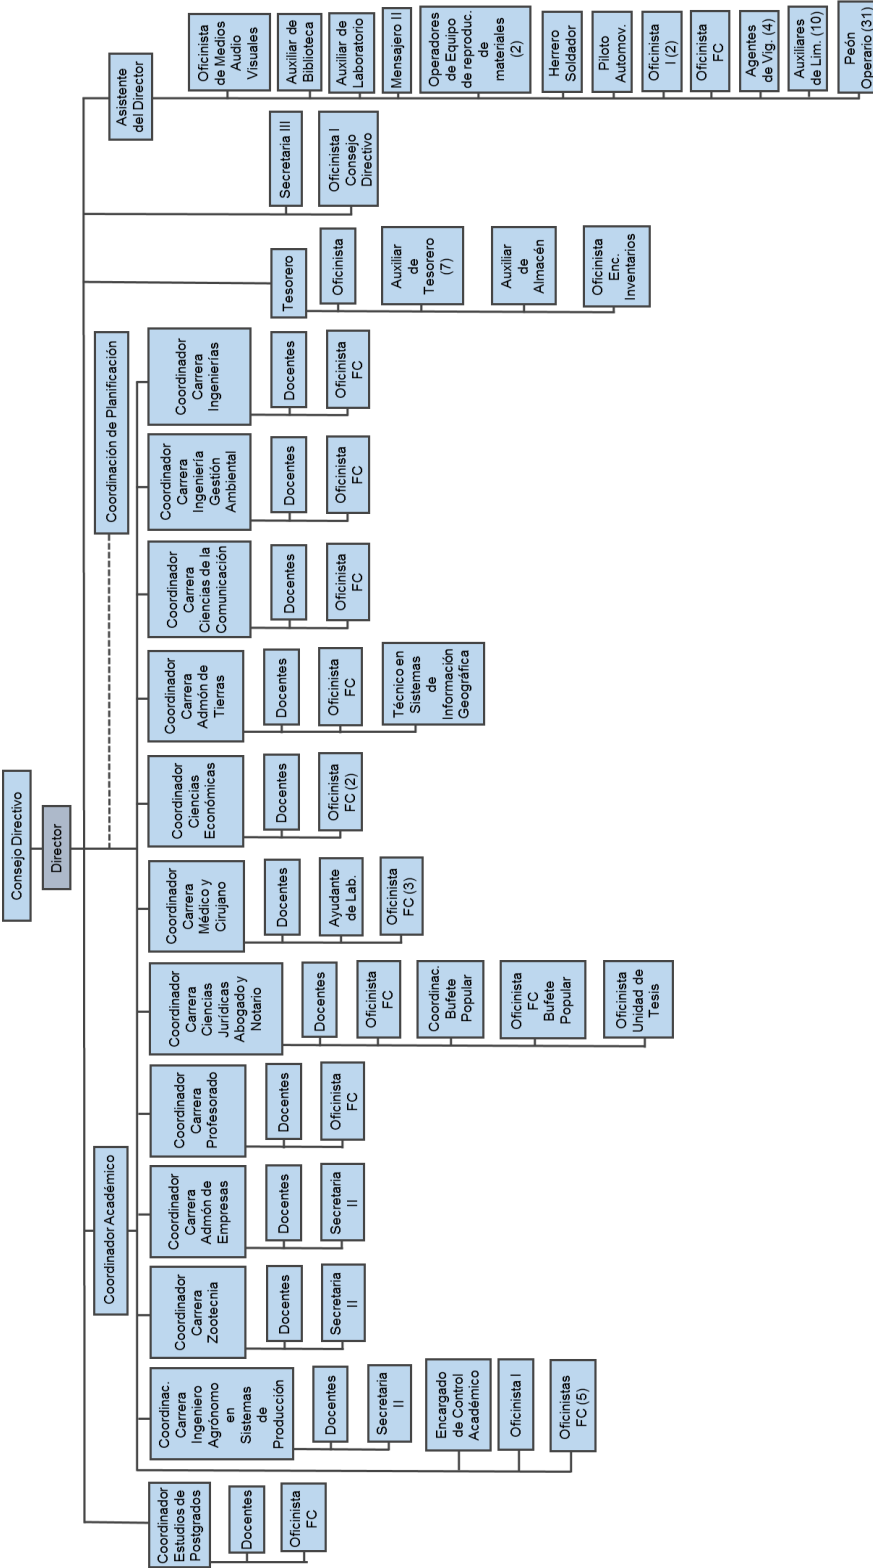 Consejo Directivo
Director
Coordinador
Estudios de
Postgrados
Docentes
Oficinista
FC
Coordinador Académico
Coordinac.
Carrera
Ingeniero
Agrónomo
en
Sistemas
de
Producción
Docentes
Secretaria
II
Encargado
de Control
Académico
Oficinista I
Oficinistas
FC (5)
Coordinador
Carrera
Zootecnia
Docentes
Secretaria
II
Coordinador
Carrera
Admón de
Empresas
Docentes
Secretaria
II
Coordinador
Carrera
Profesorado
Docentes
Oficinista
FC
Coordinador
Carrera
Ciencias
Jurídicas
Abogado y
Notario
Docentes
Oficinista
FC
Coordinac.
Bufete
Popular
Oficinista
FC
Bufete
Popular
Oficinista
Unidad de
Tesis
Coordinador
Carrera
Médico y
Cirujano
Docentes
Ayudante
de Lab.
Oficinista
FC (3)
Coordinador
Ciencias
Económicas
Docentes
Oficinista
FC (2)
Coordinador
Carrera
Admón de
Tierras
Docentes
Oficinista
FC
Técnico en
Sistemas
de
Información
Geográfica
Coordinador
Carrera
Ciencias de la
Comunicación
Docentes
Oficinista
FC
Coordinador
Carrera
Ingeniería
Gestión
Ambiental
Docentes
Oficinista
FC
Coordinador
Carrera
Ingenierías
Docentes
Oficinista
FC
Coordinación de Planificación
Tesorero
Oficinista
Auxiliar
de
Tesorero
(7)
Auxiliar
de
Almacén
Oficinista
Enc.
Inventarios
Secretaria III
Oficinista I
Consejo
Directivo
Asistente
del Director
Oficinista
de Medios
Audio
Visuales
Auxiliar de
Biblioteca
Auxiliar de
Laboratorio
Mensajero II
Operadores
de Equipo
de reproduc.
de
materiales
(2)
Herrero
Soldador
Piloto
Automov.
Oficinista
I (2)
Oficinista
FC
Agentes
de Vig. (4)
Auxiliares
de Lim. (10)
Peón
Operario (31)